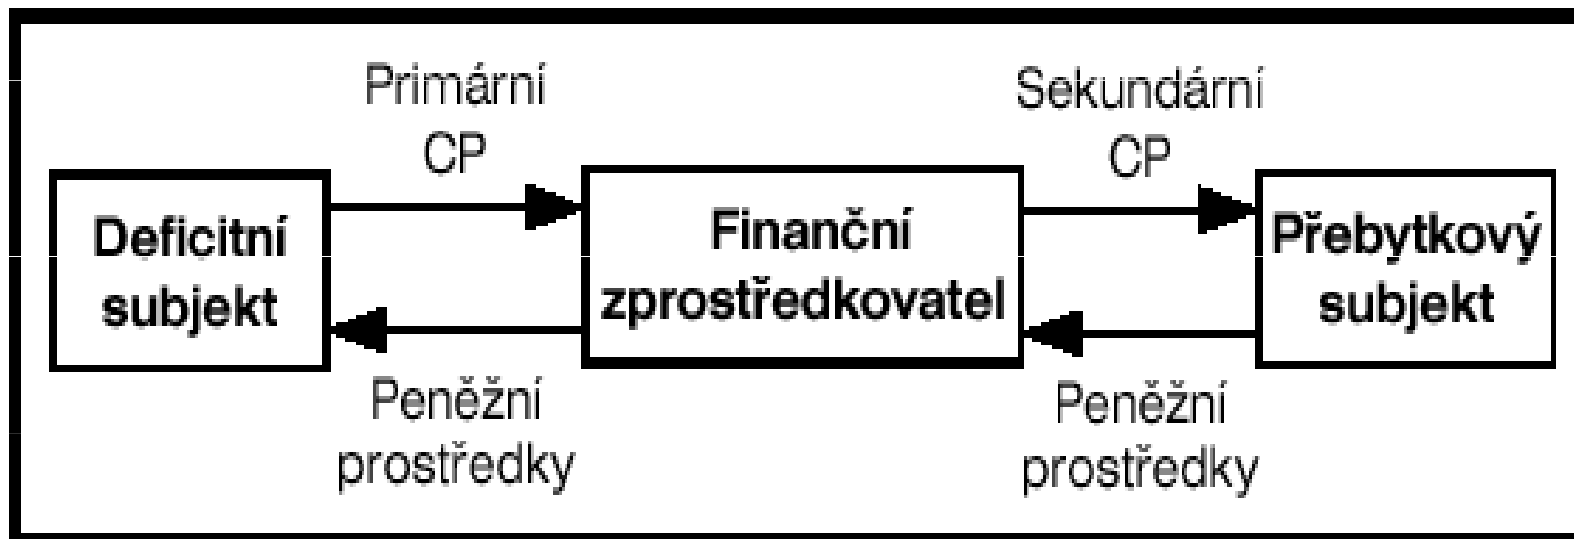 Primární
CP
Sekundární
CP
Deficitní
subjekt
Finanční
zprostředkovatel
Přebytkový
subjekt
Peněžní
prostředky
Peněžní
prostředky